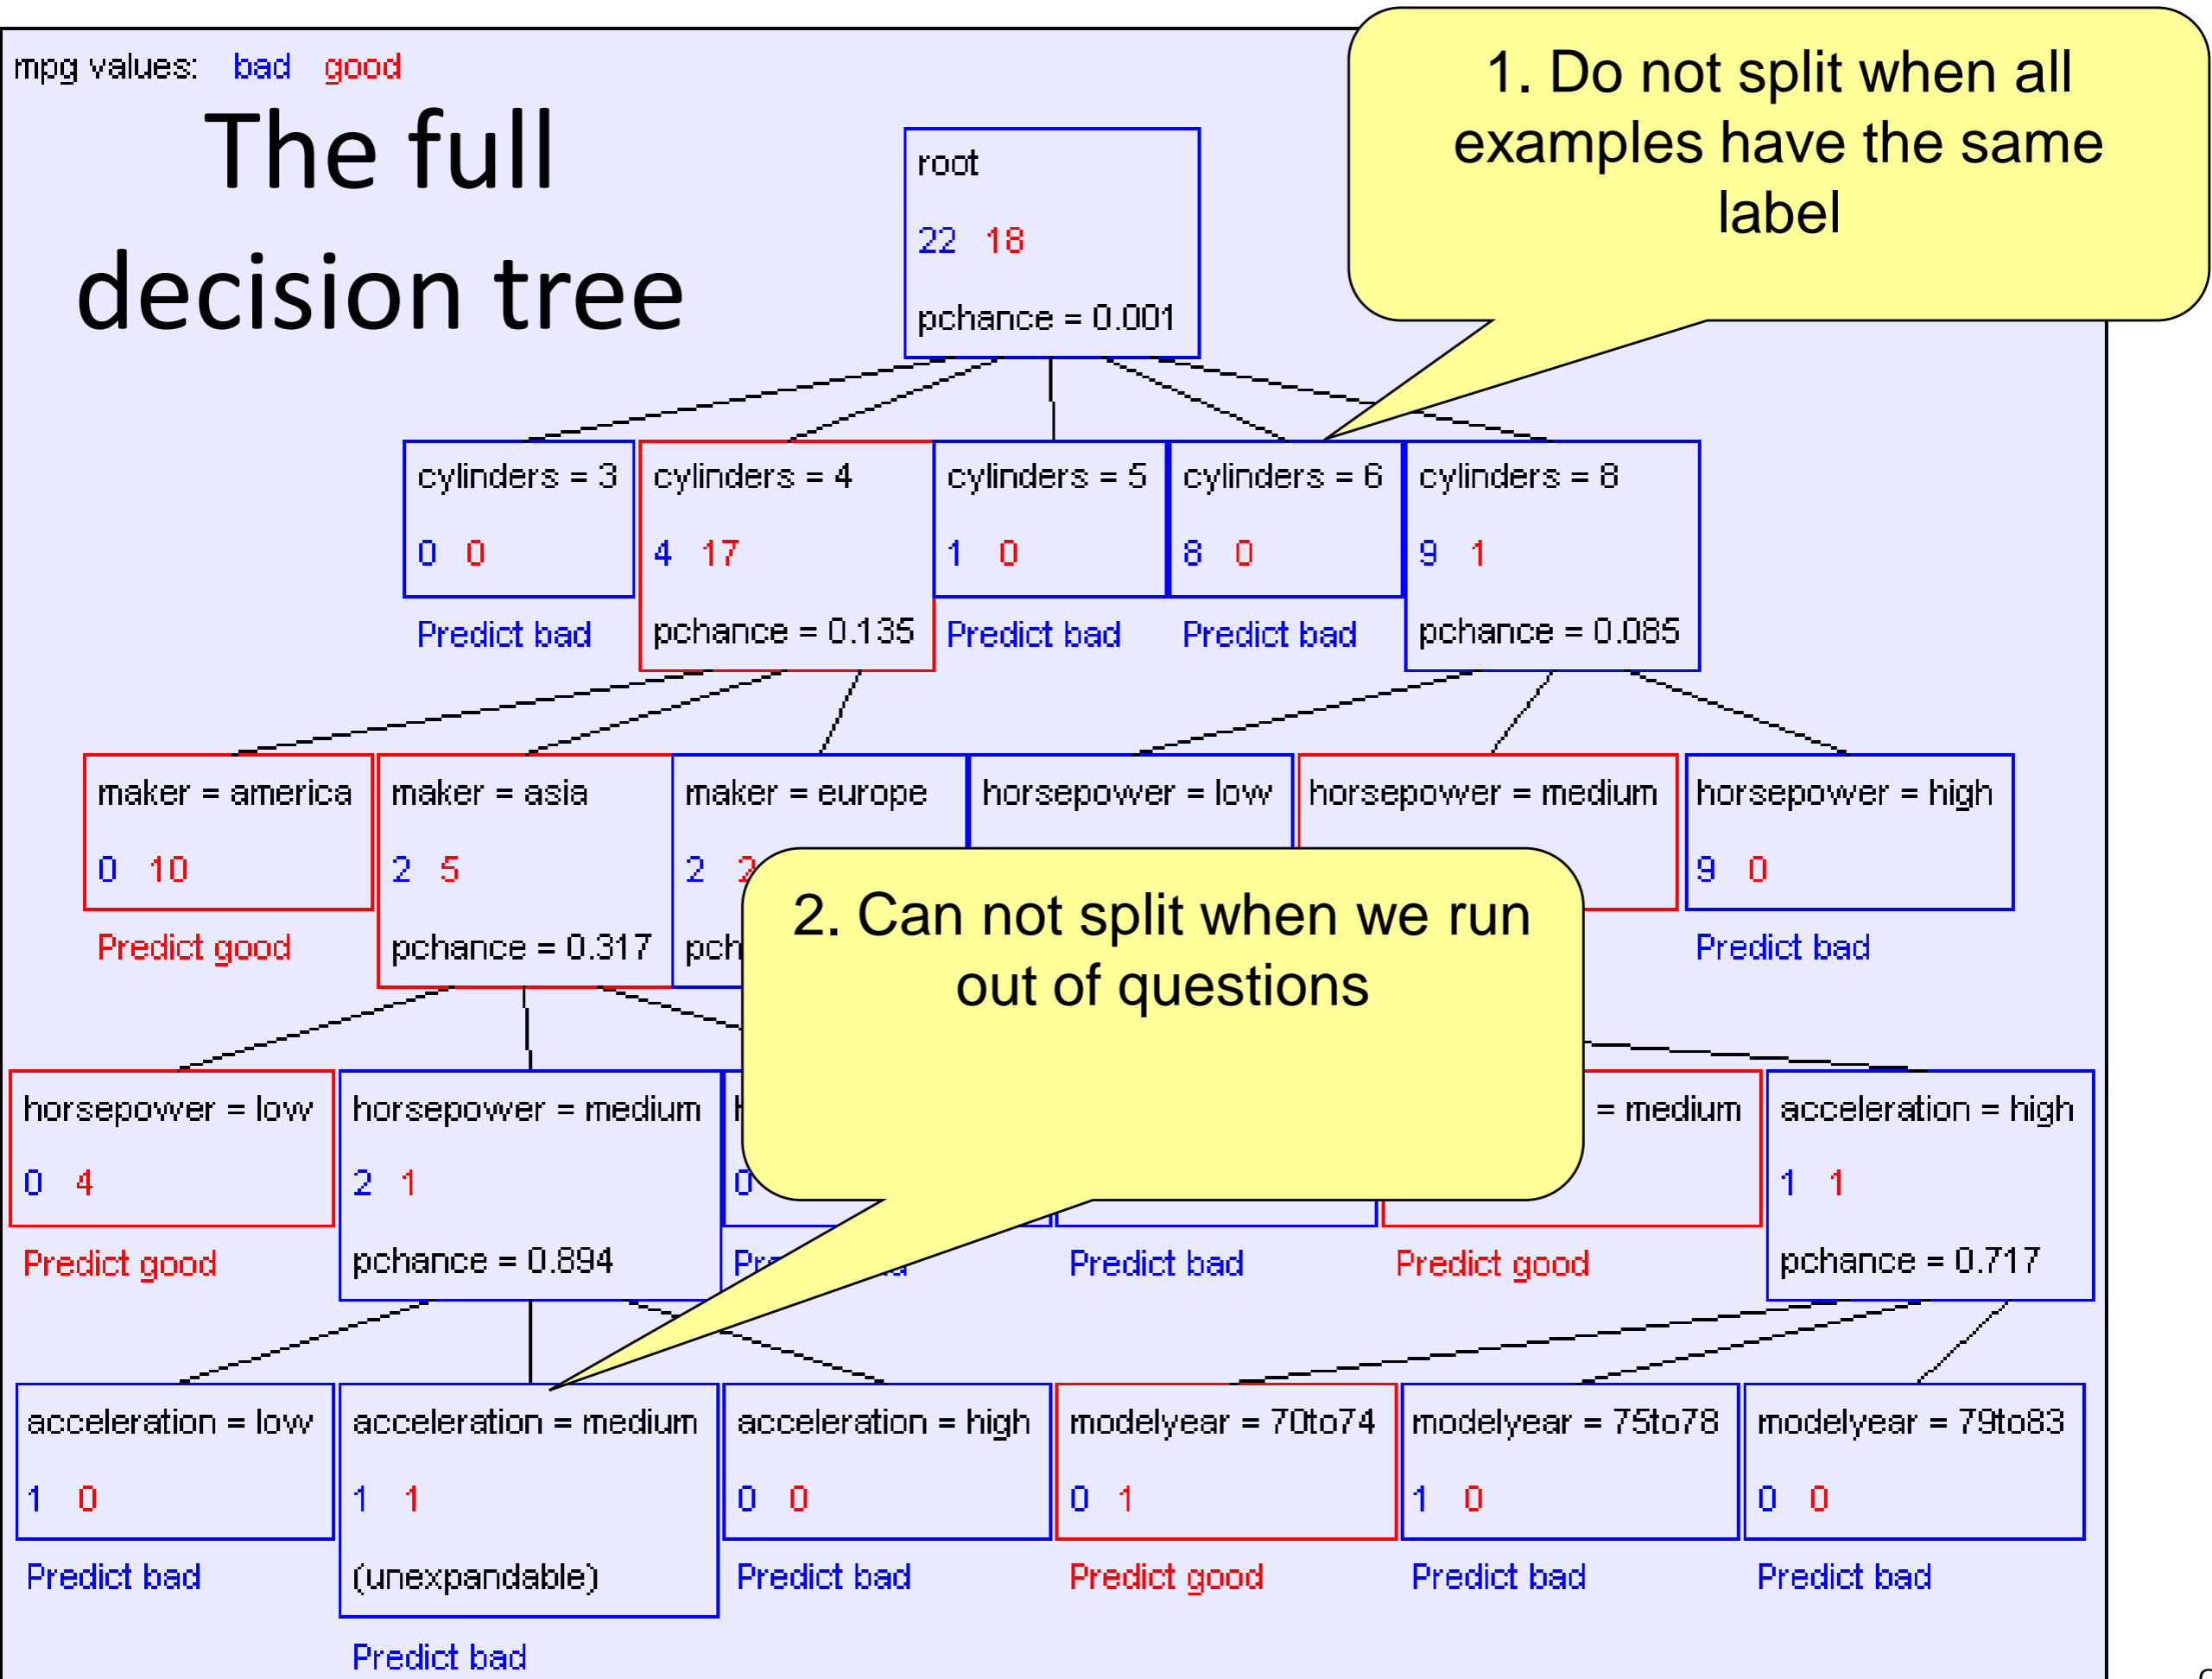 mpg values: bad good
The full
decision tree
1. Do not split when all
examples have the same
label
root
22 18
pchance = 0.001
cylinders = 3
0 0
Predict bad
cylinders = 4
4 17
pchance = 0.135
cylinders = 5
1 0
Predict bad
cylinders = 6
8 0
Predict bad
cylinders = 8
9 1
pchance = 0.085
maker = america
0 10
Predict good
maker = asia
2 5
pchance = 0.317
maker = europe
2 2
horsepower = low
horsepower = medium
horsepower = high
9 0
Predict bad
2. Can not split when we run
out of questions
horsepower = low
0 4
Predict good
horsepower = medium
2 1
pchance = 0.894
0
Predict bad
= medium
Predict good
acceleration = high
1 1
pchance = 0.717
acceleration = low
1 0
Predict bad
acceleration = medium
1 1
(unexpandable)
Predict bad
acceleration = high
0 0
Predict bad
modelyear = 70to74
0 1
Predict good
modelyear = 75to78
1 0
Predict bad
modelyear = 79to83
0 0
Predict bad